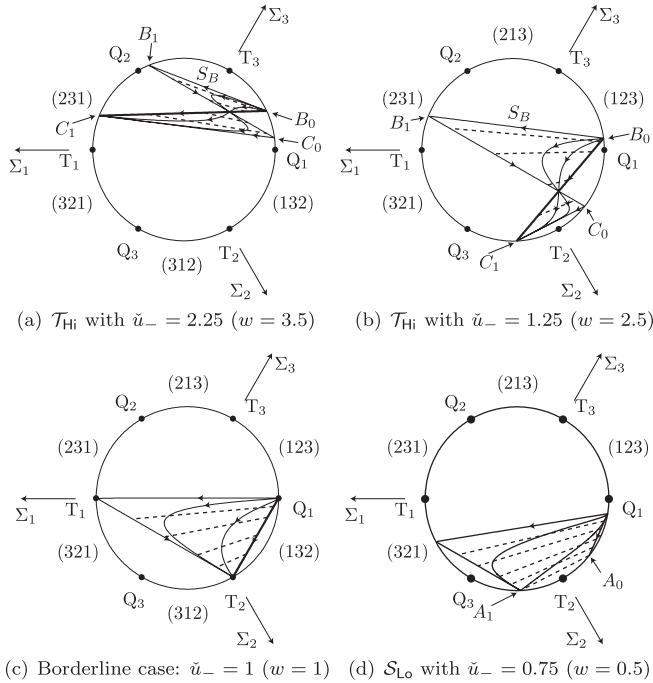 Σ3
B1
Q2
T3
SB
(231)
B0
C1
C0
Σ1
T1
Q1
(321)
(132)
Q3
T2
(312)
Σ2
(a) 𝒯Hi with ǔ− = 2.25 (w = 3.5)
Σ3
(213)
Q2
T3
(231)
(123)
B1
SB
B0
Σ1
T1
Q1
(321)
C0
Q3
T2
C1
Σ2
(b) 𝒯Hi with ǔ− = 1.25 (w = 2.5)
Σ3
(213)
Q2
T3
(231)
(123)
Σ1
T1
Q1
(321)
(132)
Q3
T2
(312)
Σ2
(c) Borderline case: ǔ− = 1 (w = 1)
Σ3
(213)
Q2
T3
(231)
(123)
Σ1
T1
Q1
(321)
A0
Q3
T2
A1
Σ2
(d) 𝒮Lo with ǔ− = 0.75 (w = 0.5)